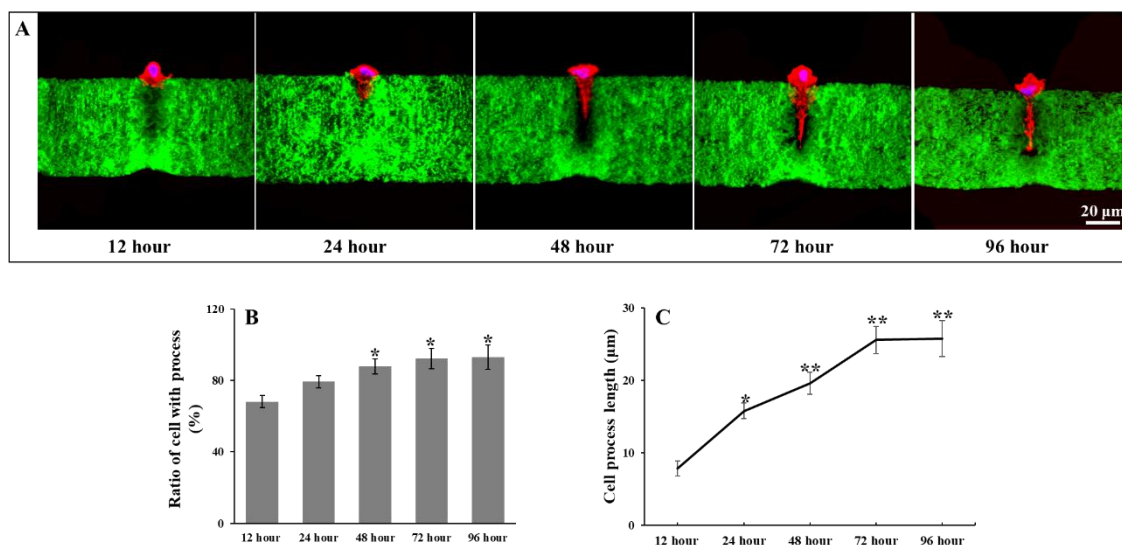 A
20 µm
12 hour
24 hour
48 hour
72 hour
96 hour
B
120
80
40
0
Ratio of cell with process
(%)
*
*
*
12 hour
24 hour
48 hour
72 hour
96 hour
C
30
20
10
0
Cell process length (µm)
*
**
**
**
12 hour
24 hour
48 hour
72 hour
96 hour